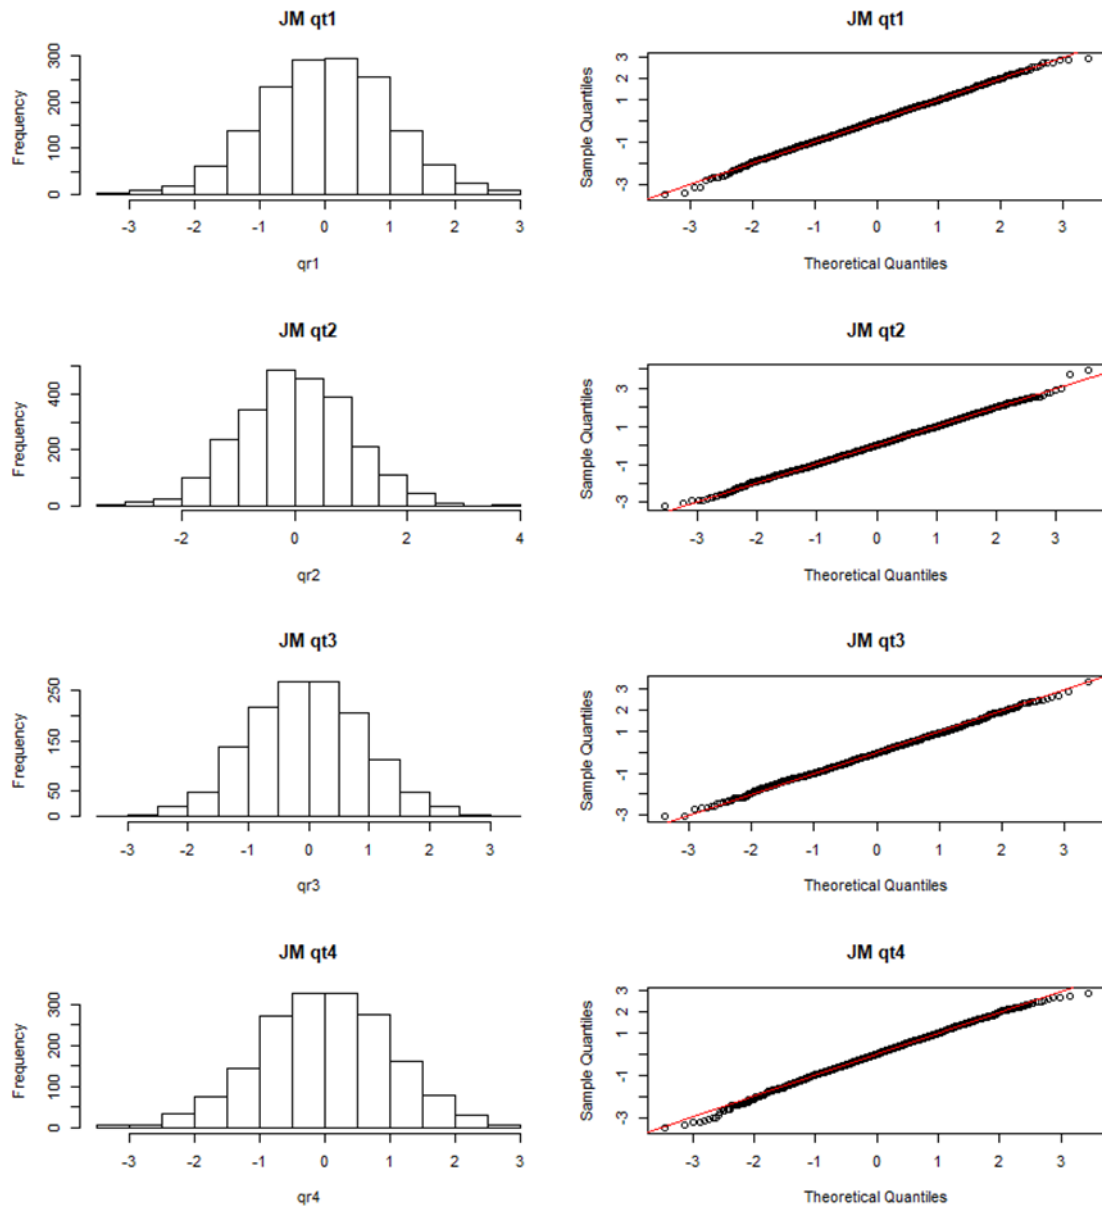 JM qt1
JM qt1
Frequency
0
100
200
300
-3 -2 -1 0 1 2 3
qr1
Sample Quantiles
-3
-1
1
2
3
-3 -2 -1 0 1 2 3
Theoretical Quantiles
JM qt2
JM qt2
Frequency
0
200
400
-2 0 2 4
qr2
Sample Quantiles
-3
-1
1
3
-3 -2 -1 0 1 2 3
Theoretical Quantiles
JM qt3
JM qt3
Frequency
0
50
150
250
-3 -2 -1 0 1 2 3
qr3
Sample Quantiles
-3
-1
1
2
3
-3 -2 -1 0 1 2 3
Theoretical Quantiles
JM qt4
JM qt4
Frequency
0
100
200
300
-3 -2 -1 0 1 2 3
qr4
Sample Quantiles
-3
-1
1
2
3
-3 -2 -1 0 1 2 3
Theoretical Quantiles